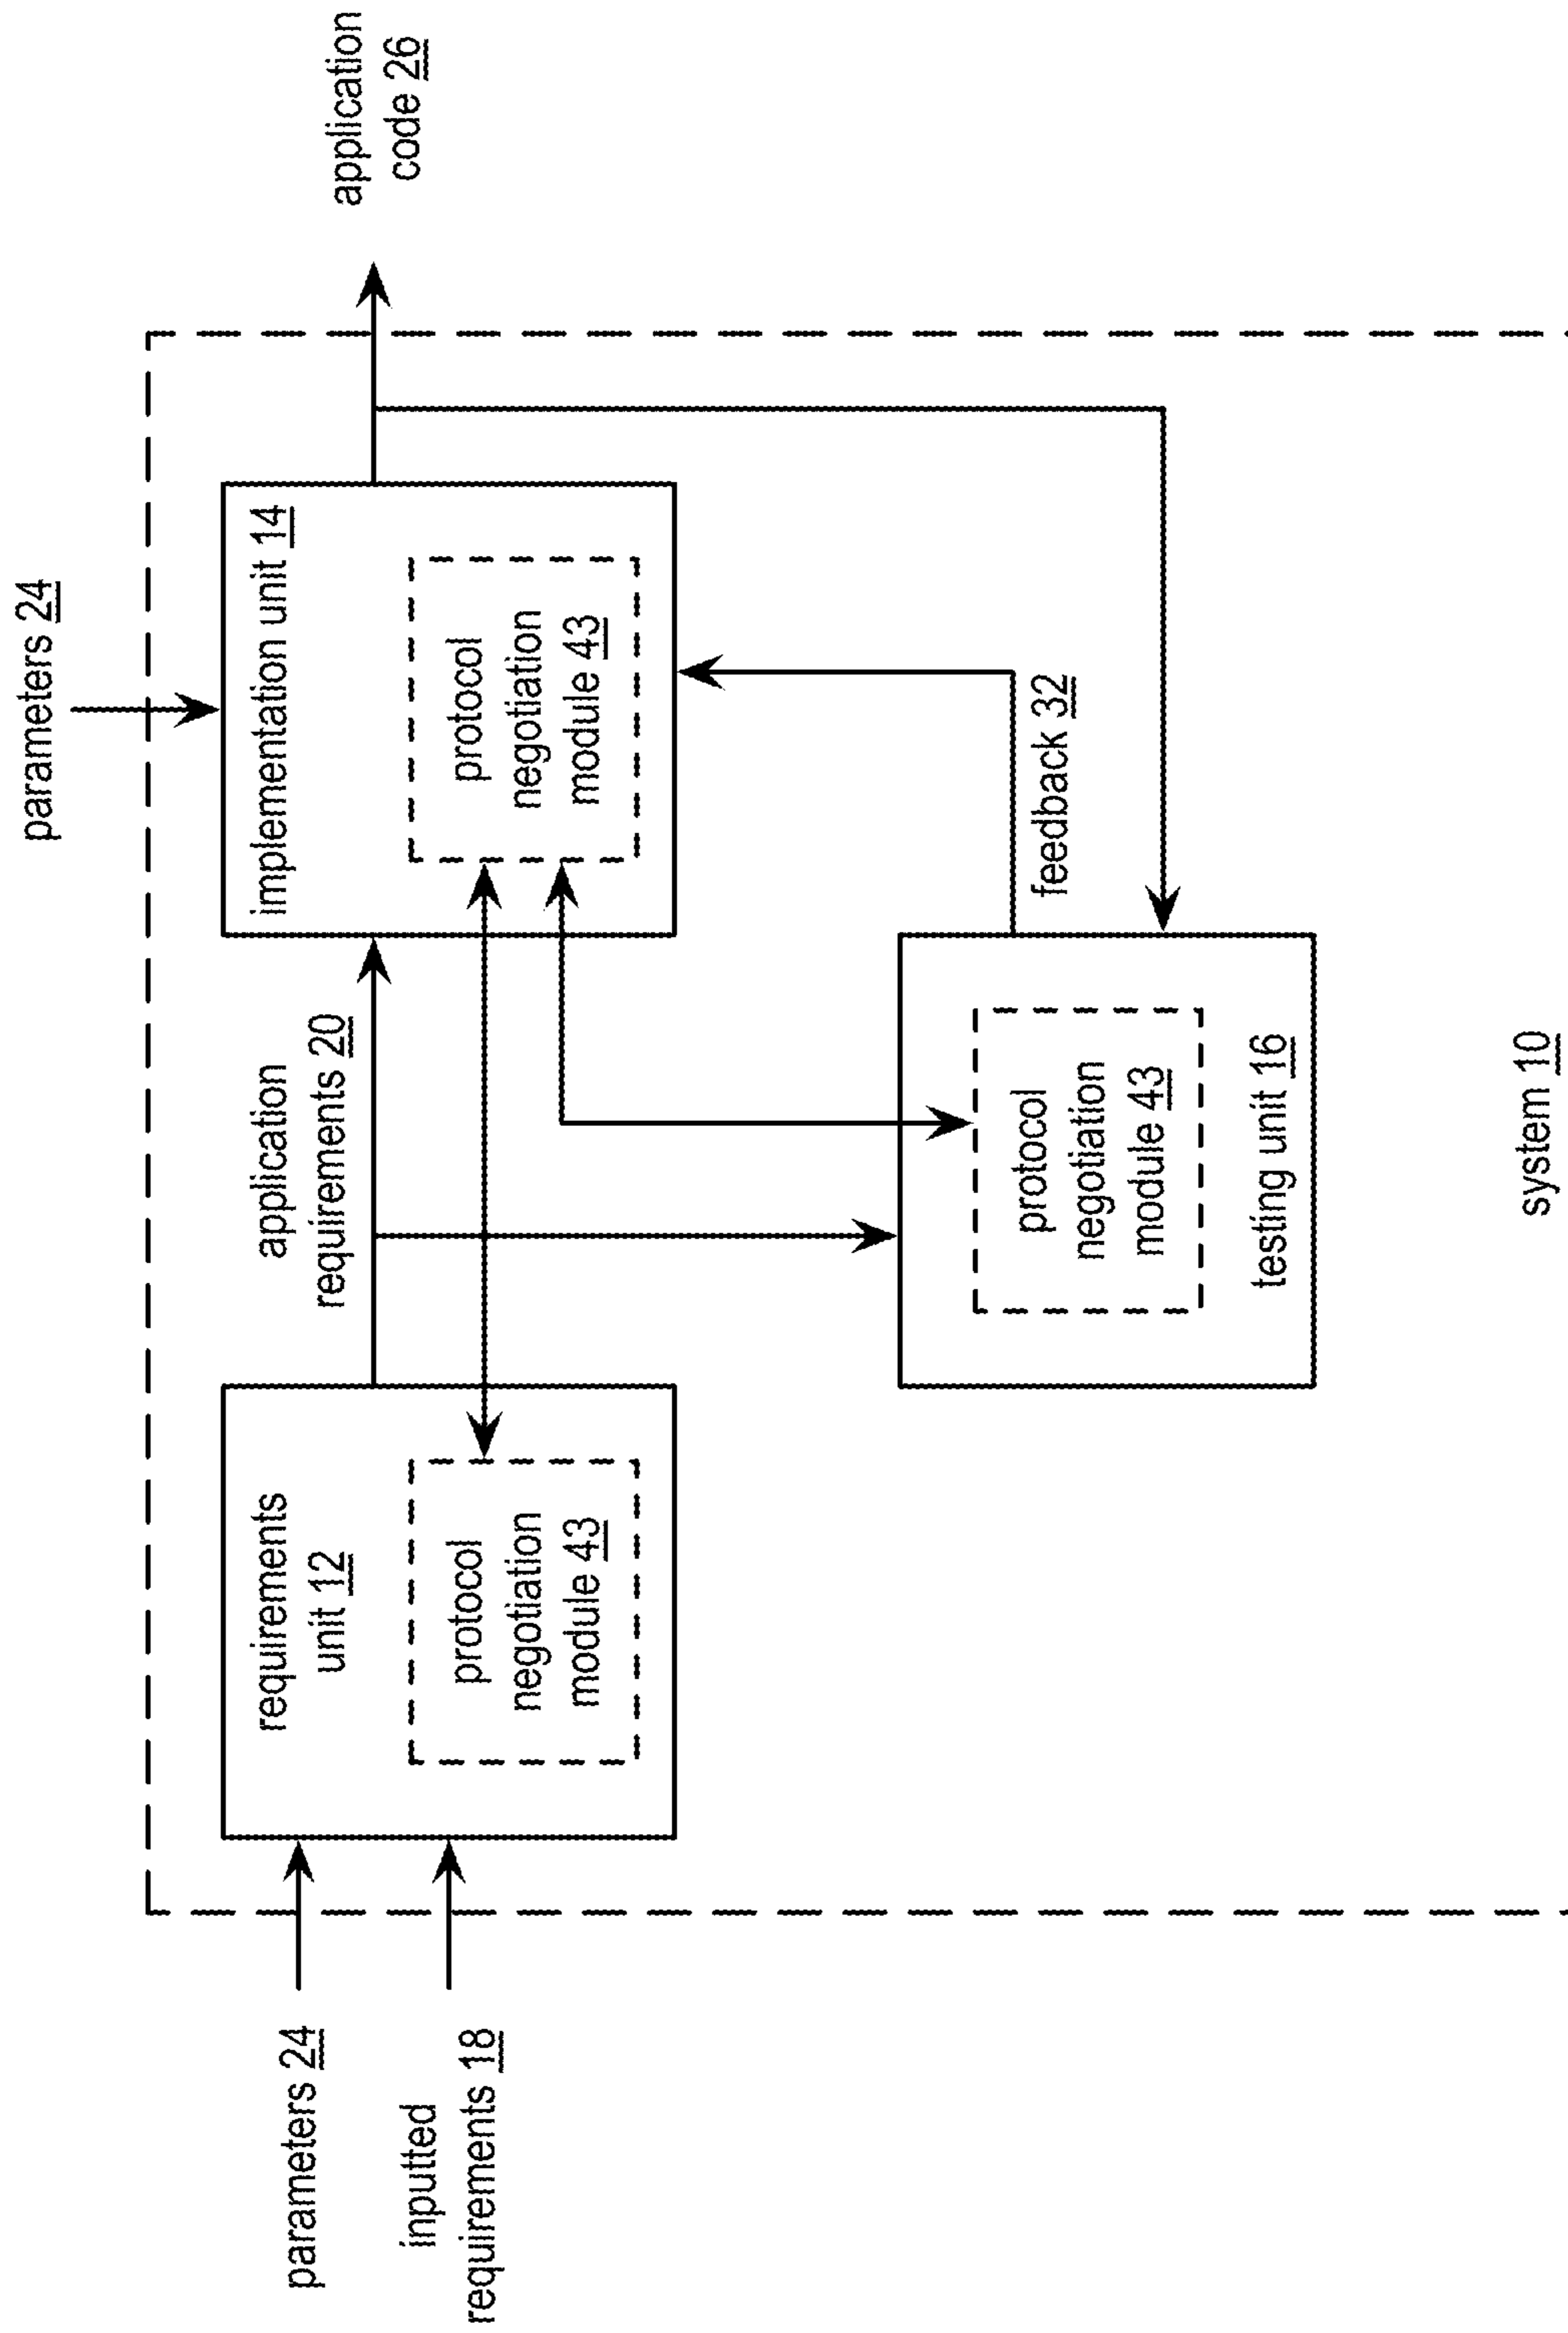 parameters 24
application
code 26
parameters 24
inputted
requirements 18
requirements
unit 12
protocol
negotiation
module 43
application
requirements 20
implementation unit 14
protocol
negotiation
module 43
feedback 32
protocol
negotiation
module 43
testing unit 16
system 10